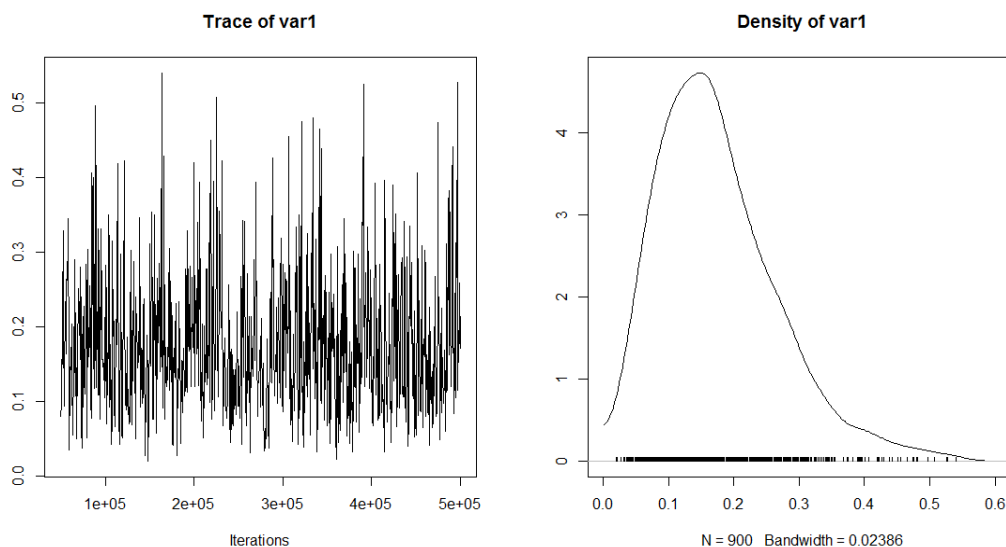 Trace of var1
0.5
0.4
0.3
0.2
0.1
0.0
1e+05 2e+05 3e+05 4e+05 5e+05
Iterations
Density of var1
4
3
2
1
0
0.0 0.1 0.2 0.3 0.4 0.5 0.6
N = 900 Bandwidth = 0.02386